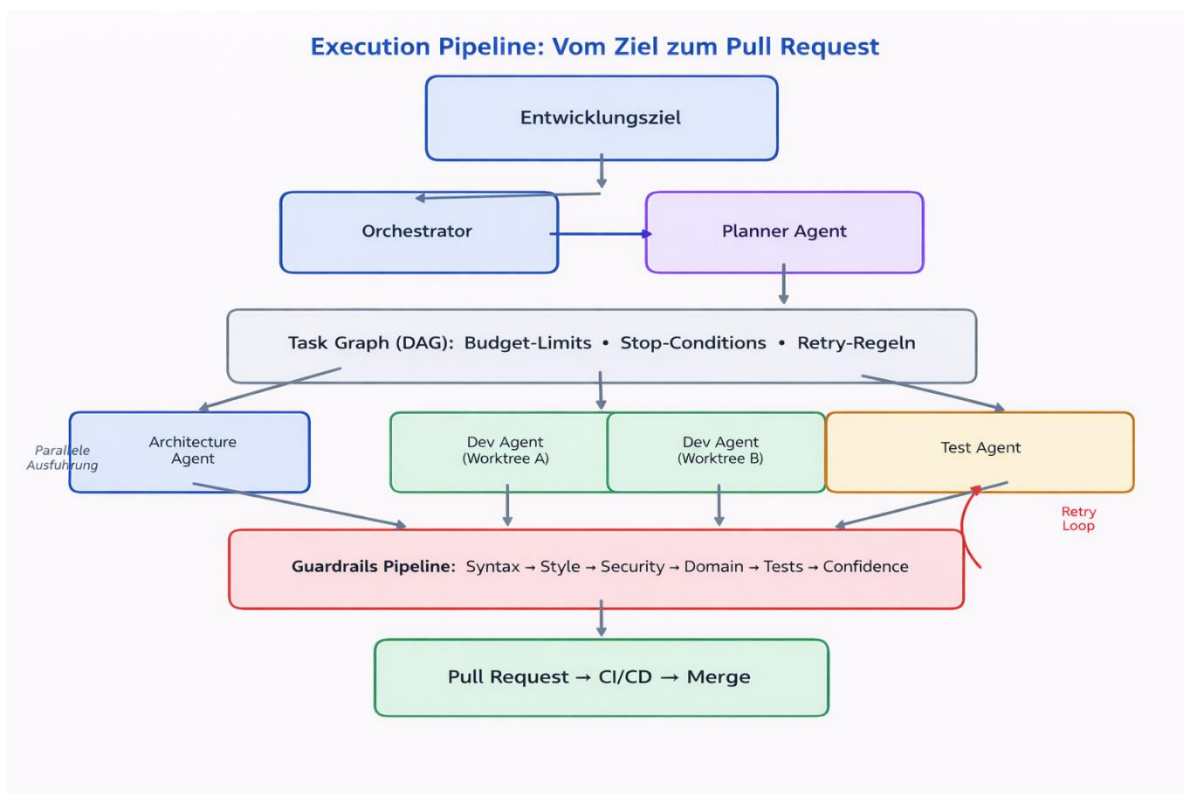 Execution Pipeline: Vom Ziel zum Pull Request
Entwicklungsziel
Orchestrator
Planner Agent
Task Graph (DAG): Budget-Limits • Stop-Conditions • Retry-Regeln
Parallele
Ausfuhrung
Architecture
Agent
Dev Agent
(Worktree A)
Dev Agent
(Worktree B)
Test Agent
Retry
Loop
Guardrails Pipeline: Syntax → Style → Security → Domain → Tests → Confidence
Pull Request → CI/CD → Merge